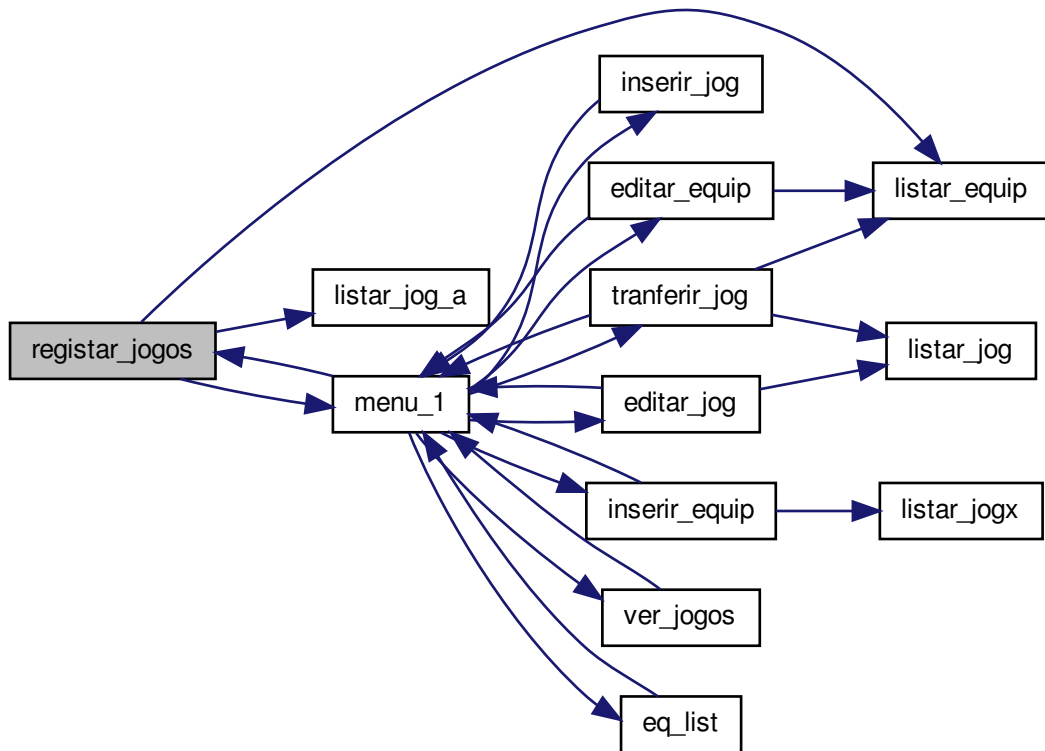 inserir_jog
editar_equip
listar_equip
listar_jog_a
tranferir_jog
registar_jogos
listar_jog
menu_1
editar_jog
inserir_equip
listar_jogx
ver_jogos
eq_list